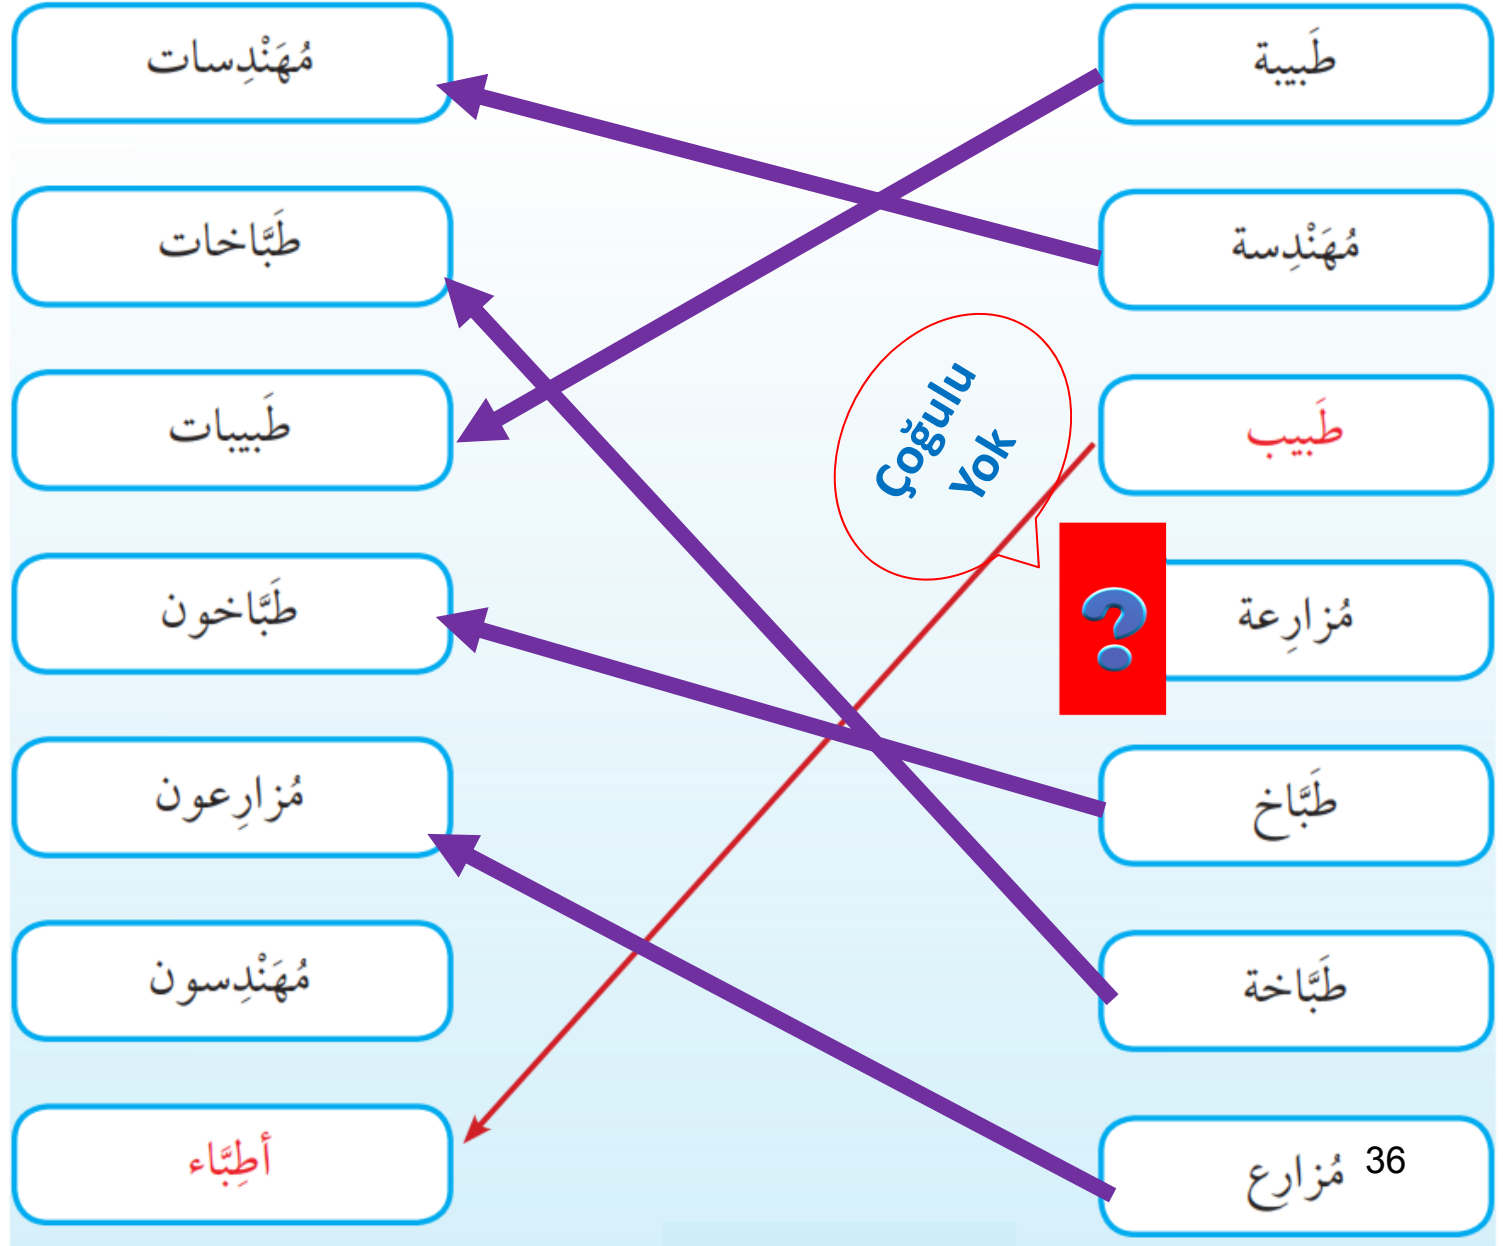 طَبيبة
مُهَنْدِسة
طَبيب
مُزارِعة
طَبَّاخ
طَبَّاخة
مُزارِع
36
Çoğulu
Yok
?
مُهَنْدِسات
طَبَّاخات
طَبيبات
طَبَّاخون
مُزارِعون
مُهَنْدِسون
أطِبَّاء